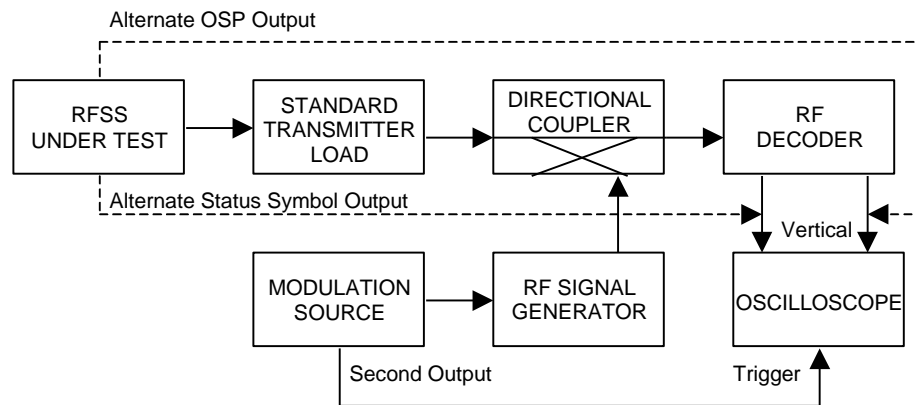 Alternate OSP Output
RFSS
UNDER TEST
STANDARD
TRANSMITTER
LOAD
DIRECTIONAL
COUPLER
RF
DECODER
Alternate Status Symbol Output
Vertical
MODULATION
SOURCE
RF SIGNAL
GENERATOR
OSCILLOSCOPE
Second Output
Trigger